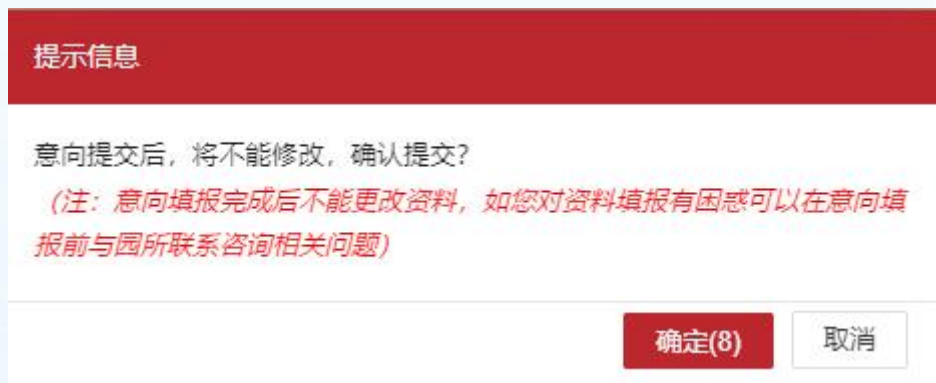 提示信息
意向提交后，将不能修改，确认提交？
（注：意向填报完成后不能更改资料，如您对资料填报有困惑可以在意向填
报前与园所联系咨询相关问题）
确定(8)
取消